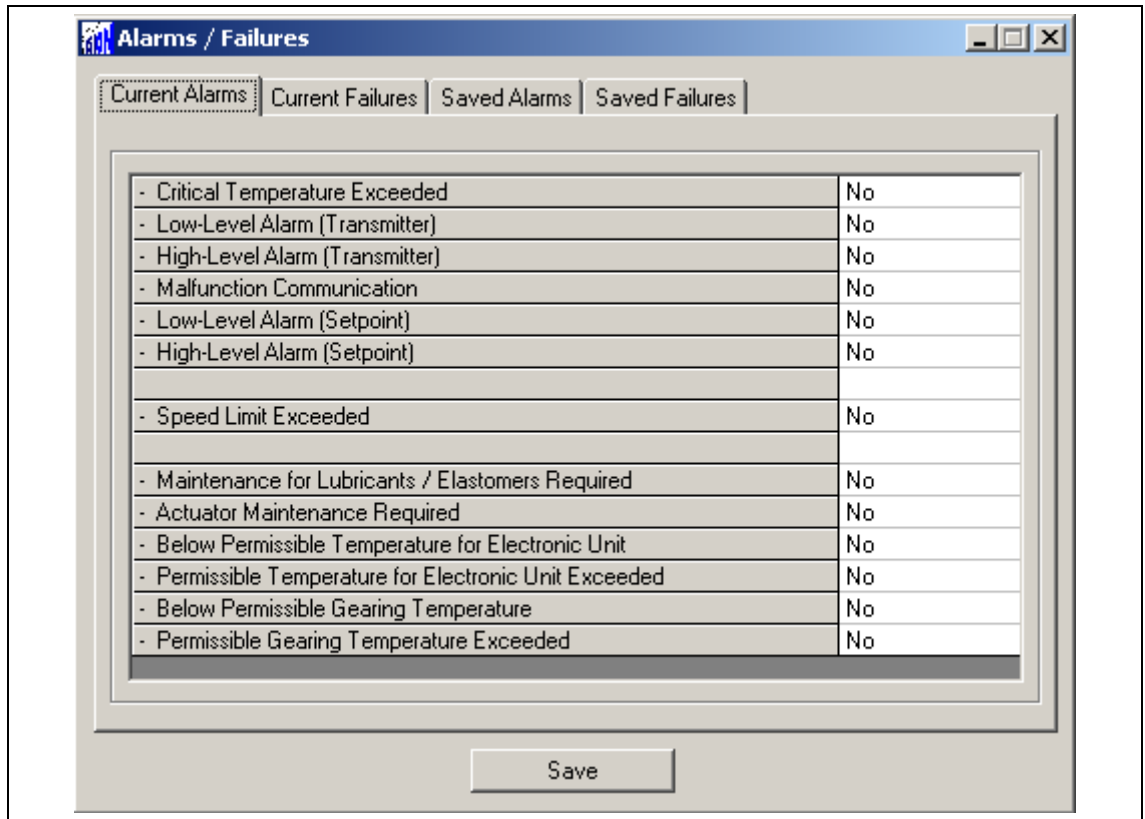 Alarms / Failures
Current Alarms Current Failures Saved Alarms Saved Failures
- Critical Temperature Exceeded No
- Low-Level Alarm (Transmitter) No
- High-Level Alarm (Transmitter) No
- Malfunction Communication No
- Low-Level Alarm (Setpoint) No
- High-Level Alarm (Setpoint) No
- Speed Limit Exceeded No
- Maintenance for Lubricants / Elastomers Required No
- Actuator Maintenance Required No
- Below Permissible Temperature for Electronic Unit No
- Permissible Temperature for Electronic Unit Exceeded No
- Below Permissible Gearing Temperature No
- Permissible Gearing Temperature Exceeded No
Save